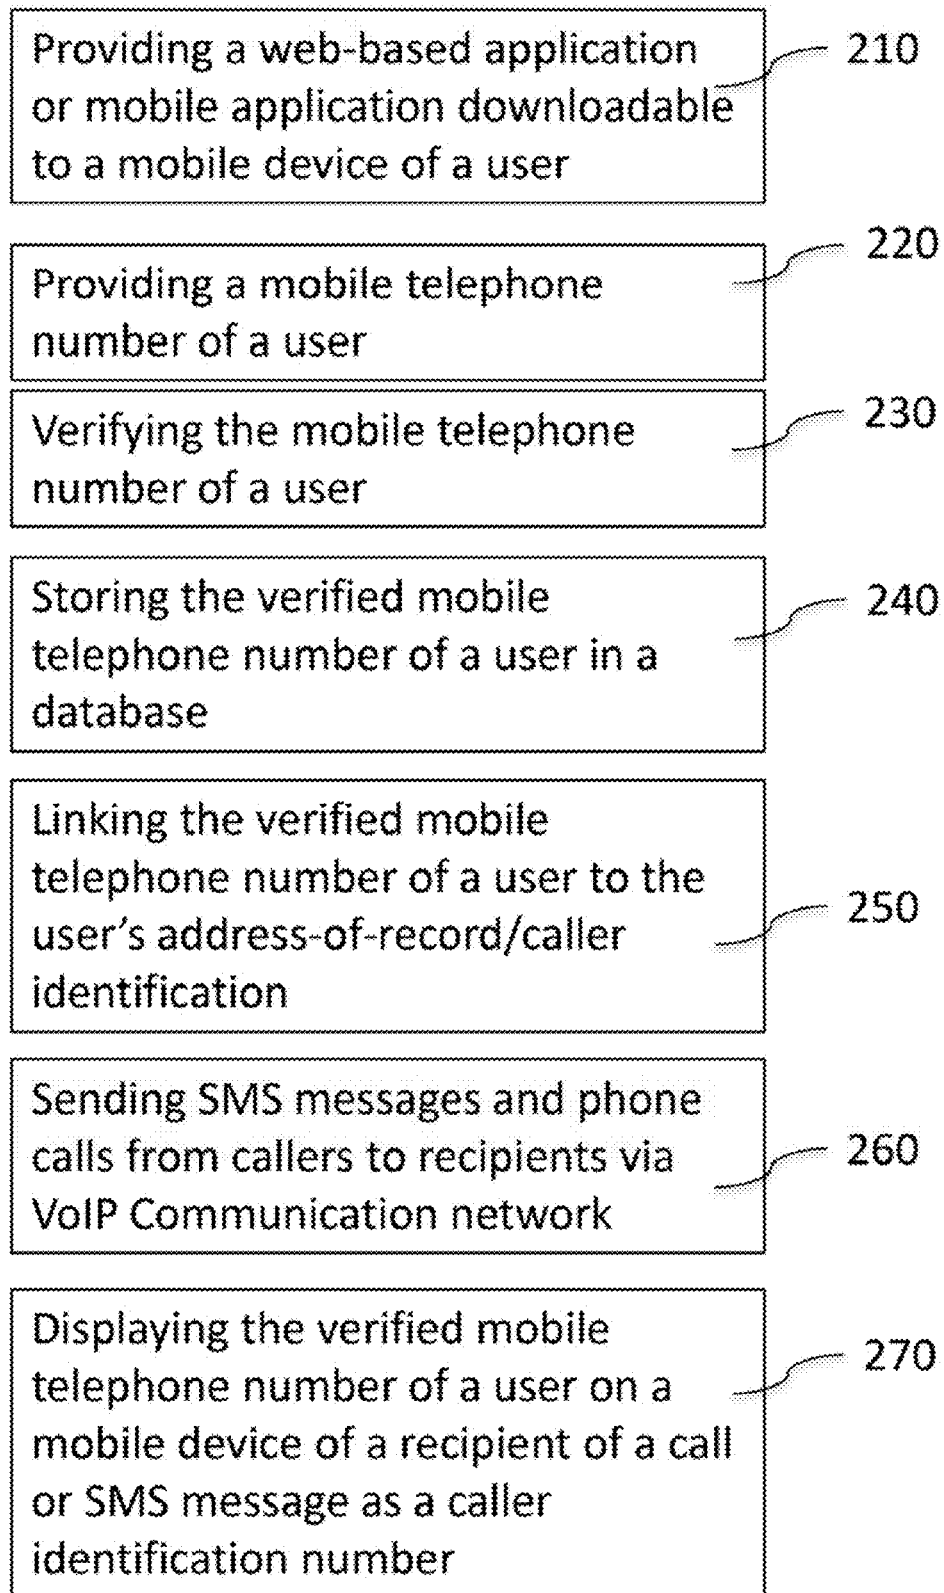 Providing a web-based application 210
or mobile application downloadable
to a mobile device of a user
220
Providing a mobile telephone
number of a user
230
Verifying the mobile telephone
number of a user
Storing the verified mobile 240
telephone number of a user in a
database
Linking the verified mobile
telephone number of a user to the
user's address-of-record/caller 250
identification
Sending SMS messages and phone
calls from callers to recipients via 260
VoIP Communication network
Displaying the verified mobile 270
telephone number of a user on a
mobile device of a recipient of a call
or SMS message as a caller
identification number